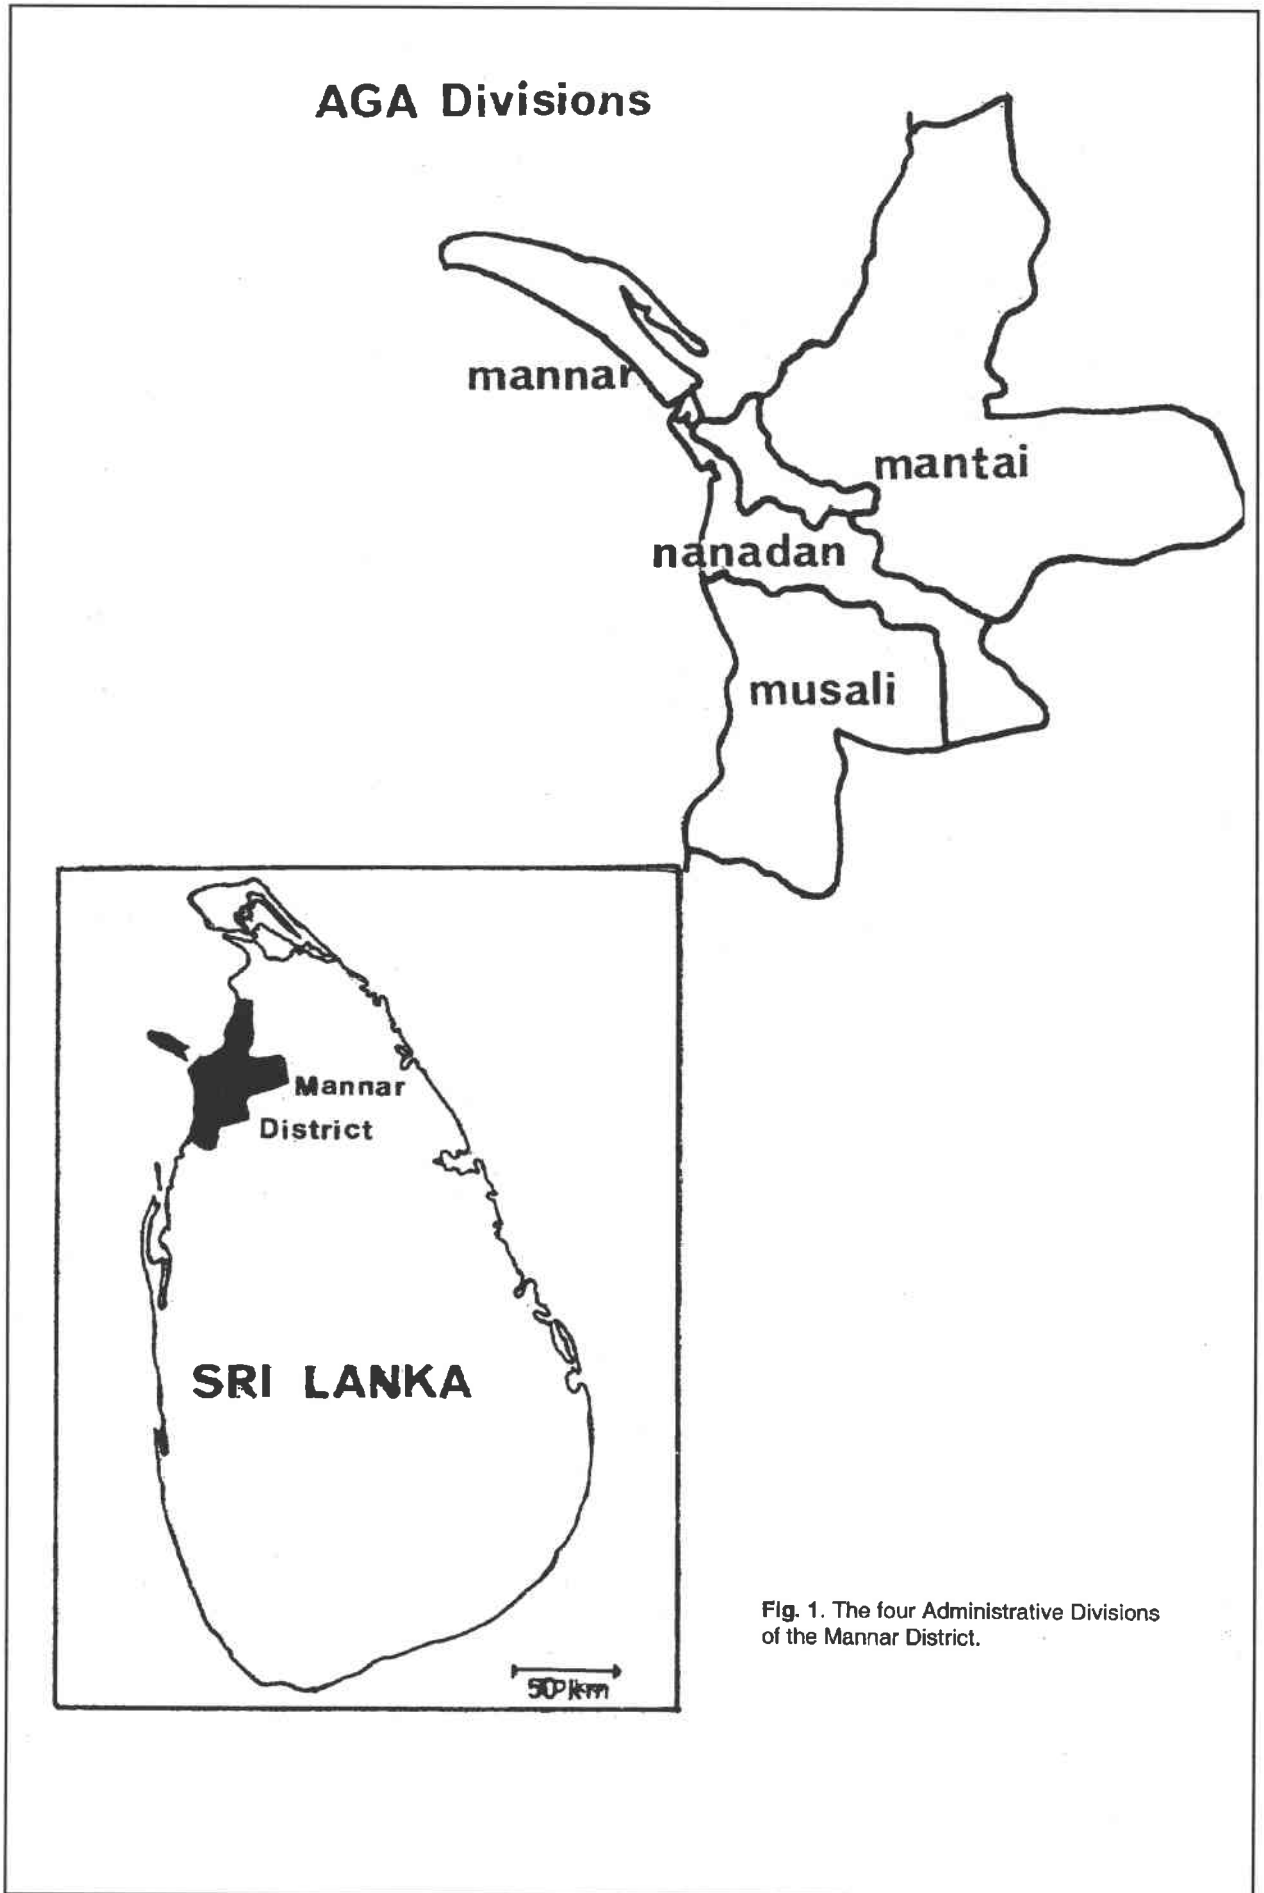 AGA Divisions
mannar
mantai
nanadan
musali
Mannar
District
SRI LANKA
50 km
Fig. 1. The four Administrative Divisions
of the Mannar District.